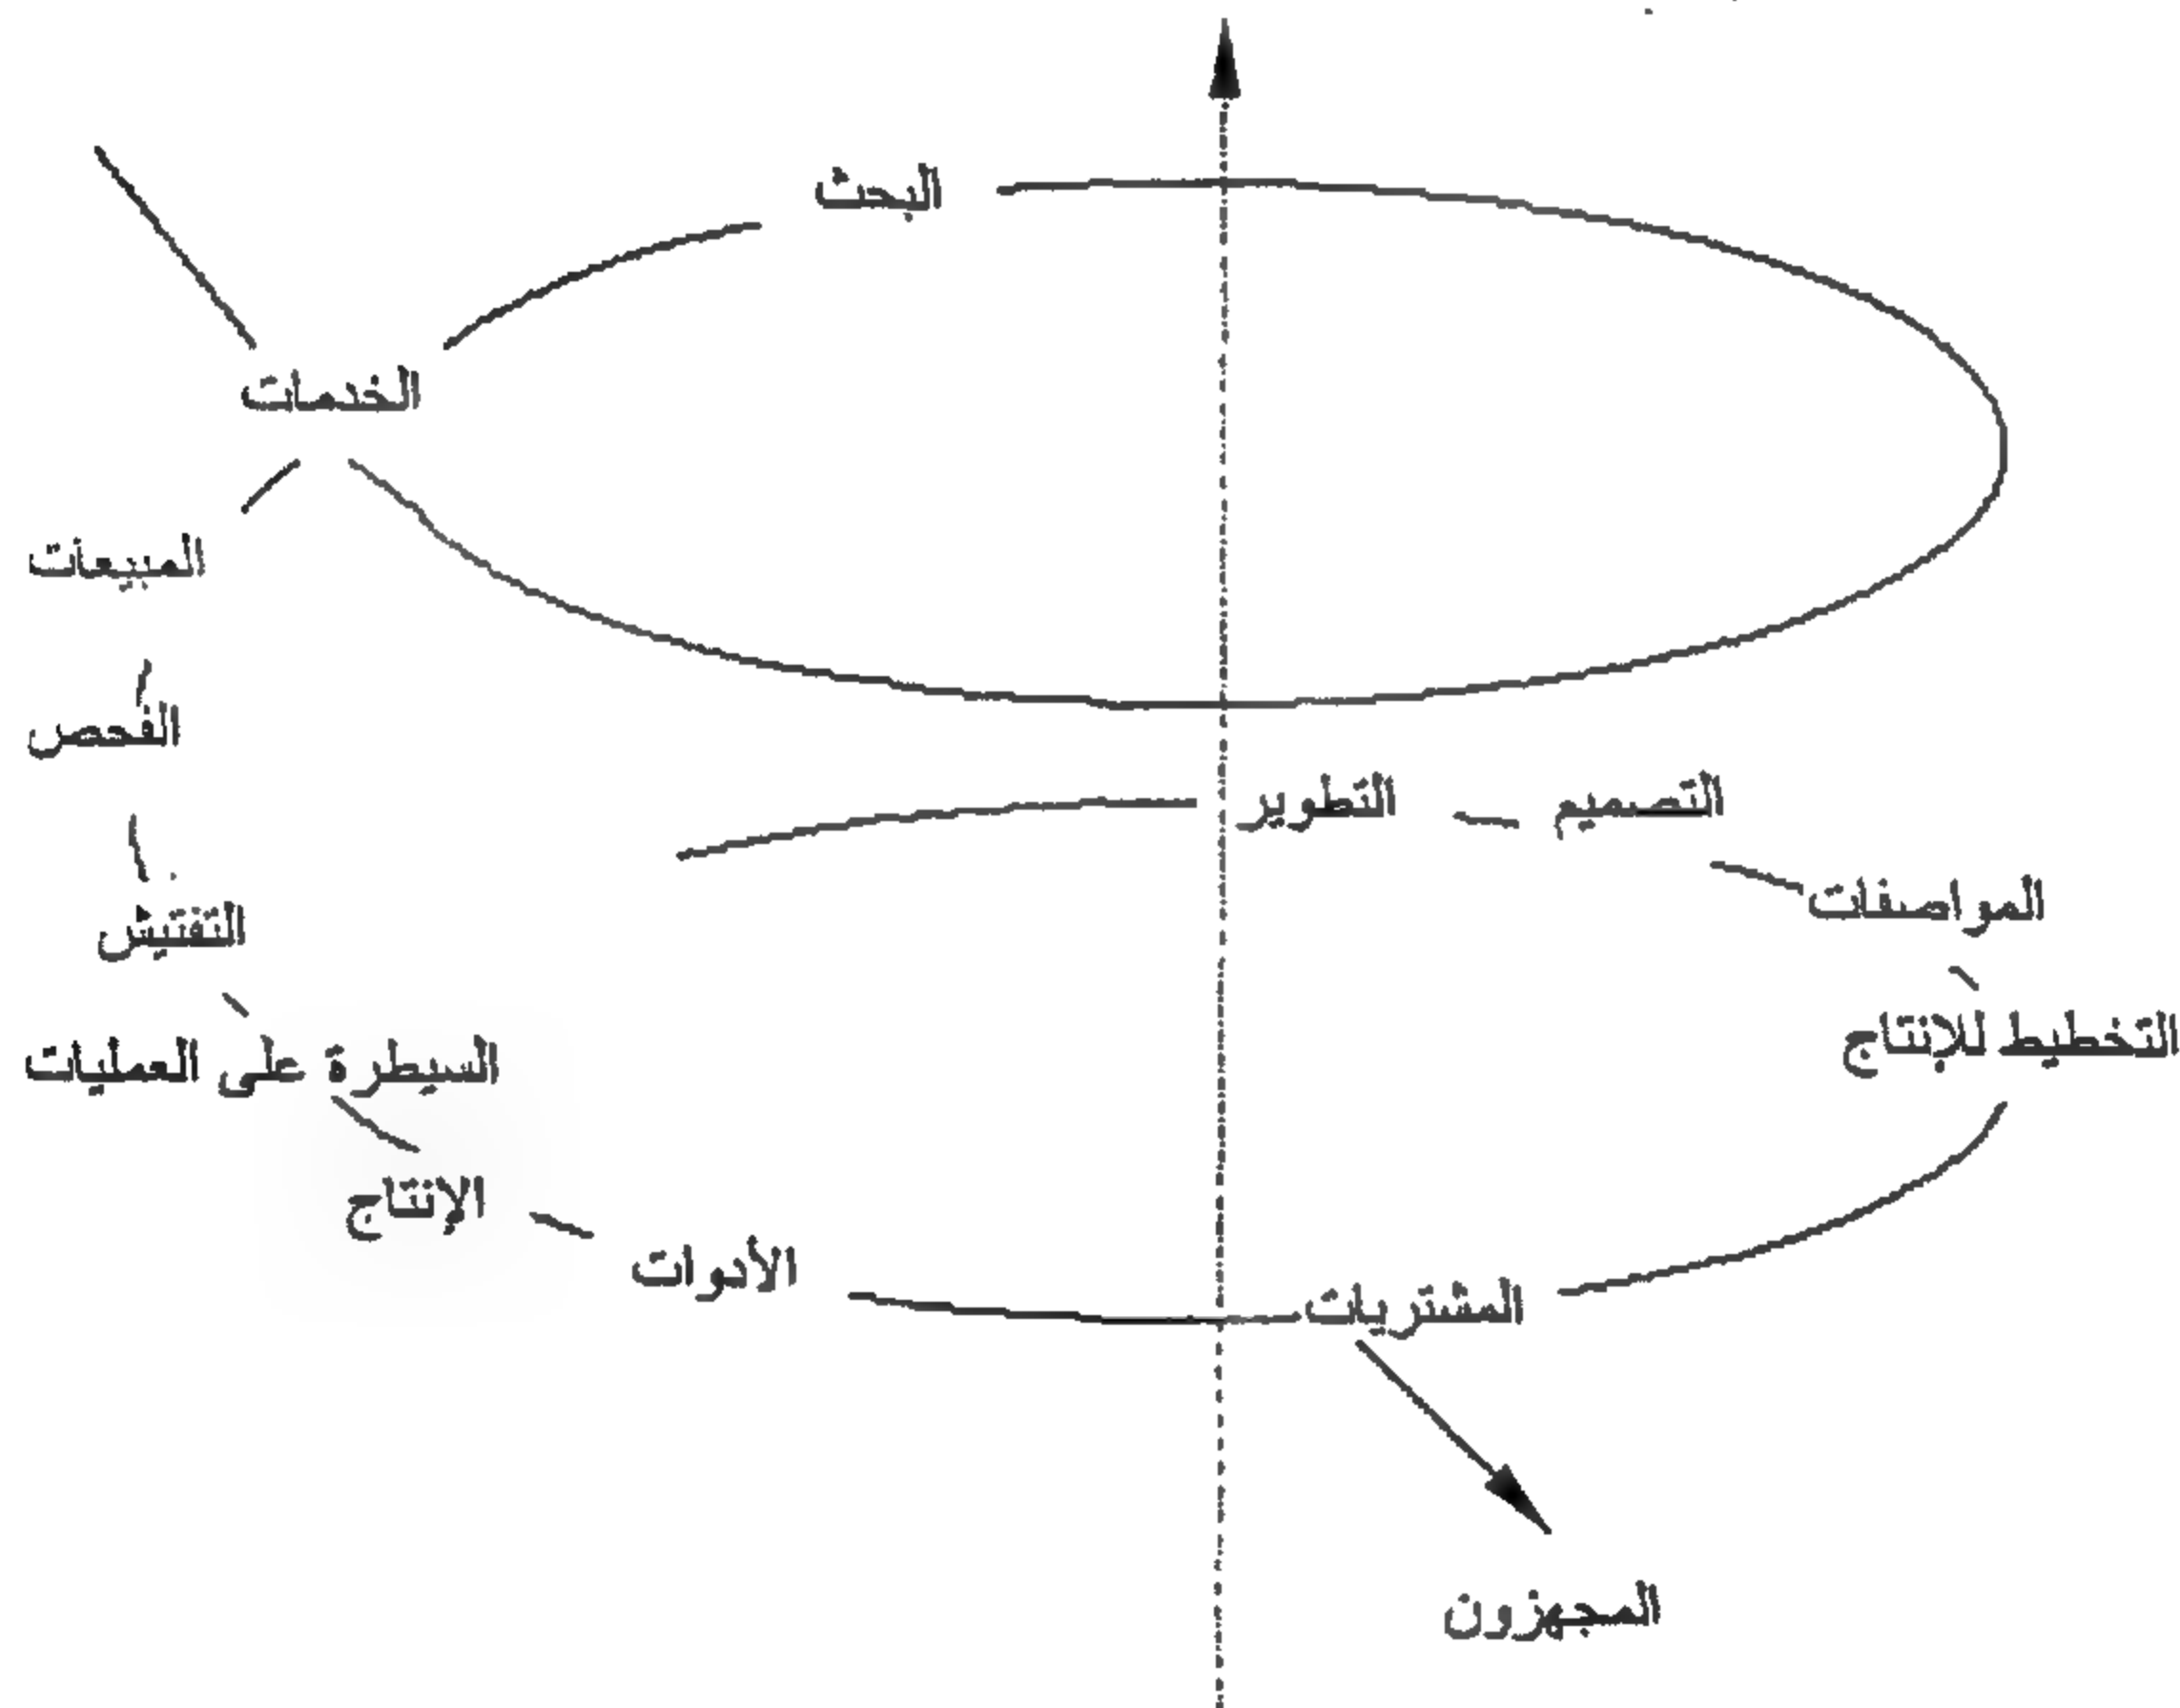 البحث
الخدمات
المبيعات
الفحص
التطوير
التصميم
المواصفات
التفتيش
التخطيط للإنتاج
السيطرة على العمليات
الإنتاج
الأدوات
المشتريات
المجهزون